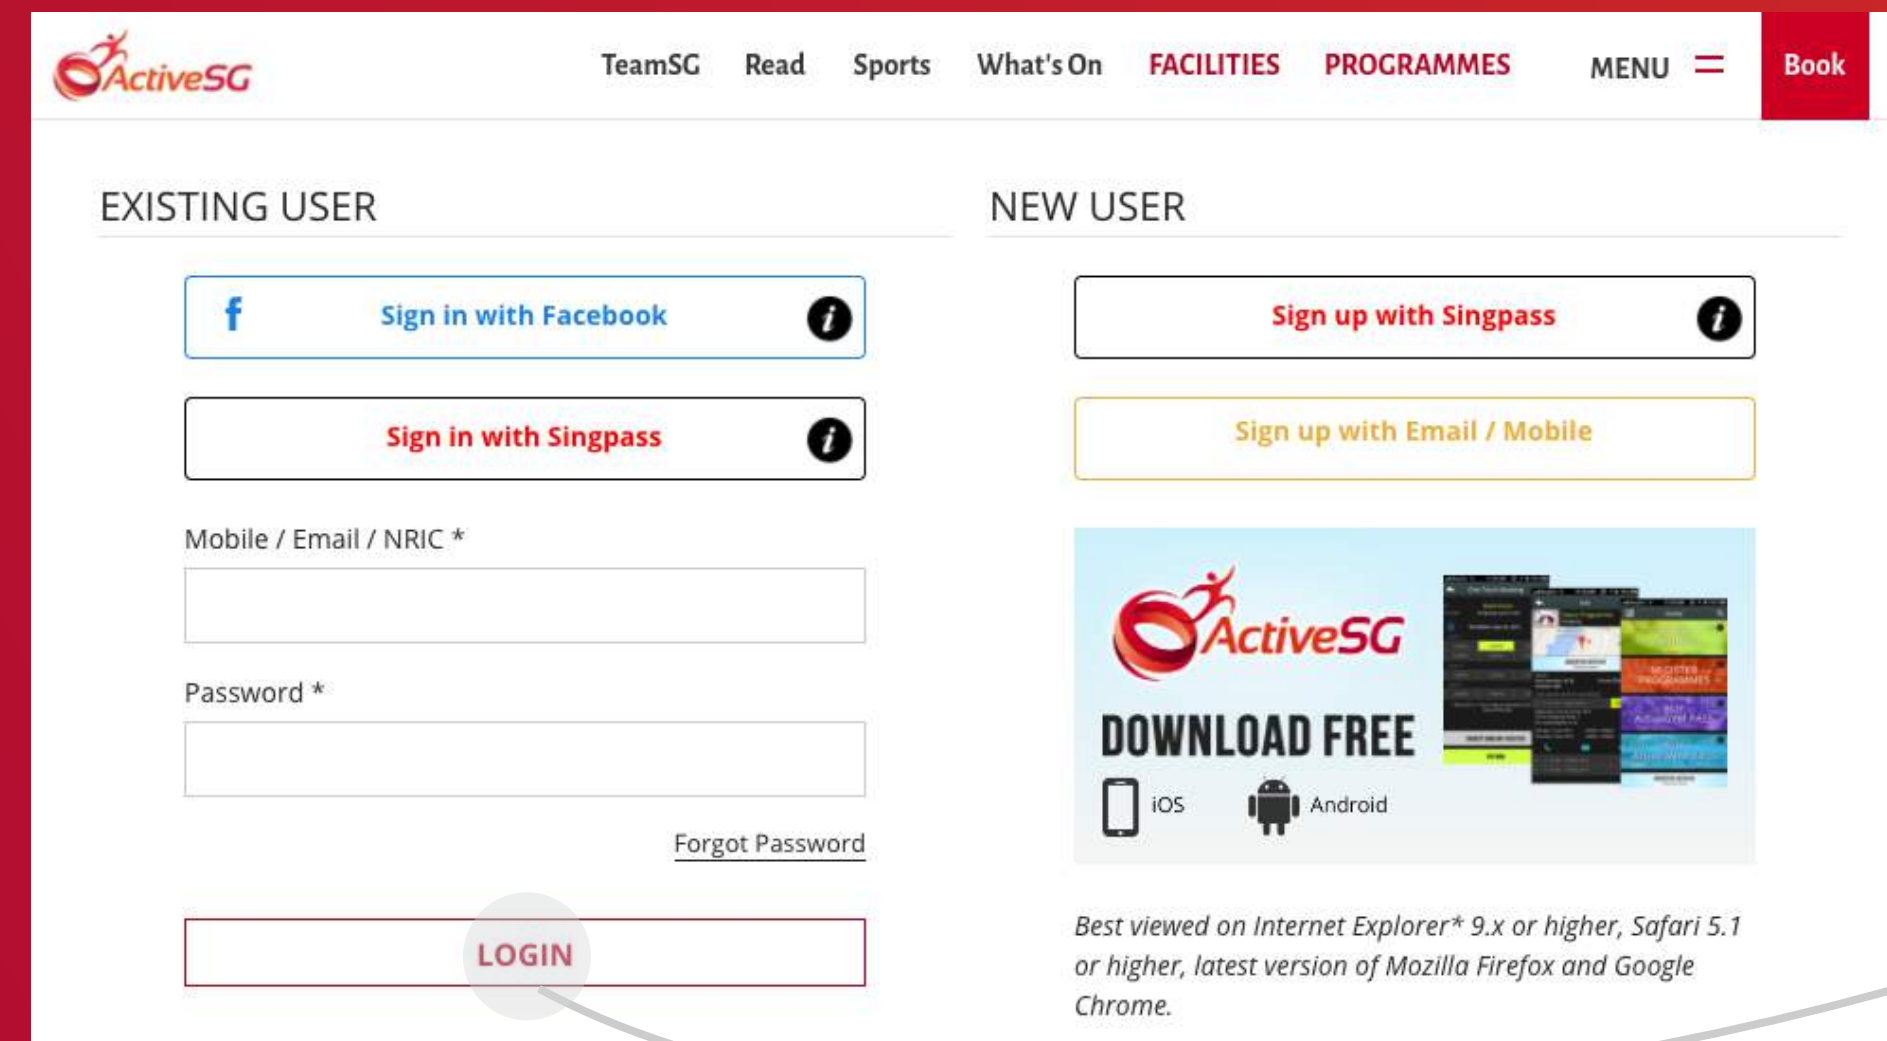 ActiveSG
TeamSG Read Sports What's On FACILITIES PROGRAMMES MENU Book
EXISTING USER
f Sign in with Facebook i
Sign in with Singpass i
Mobile / Email / NRIC *
Password *
Forgot Password
LOGIN
NEW USER
Sign up with Singpass i
Sign up with Email / Mobile
ActiveSG
DOWNLOAD FREE
iOS Android
REGISTER
PROGRAMMES
Best viewed on Internet Explorer* 9.x or higher, Safari 5.1
or higher, latest version of Mozilla Firefox and Google
Chrome.